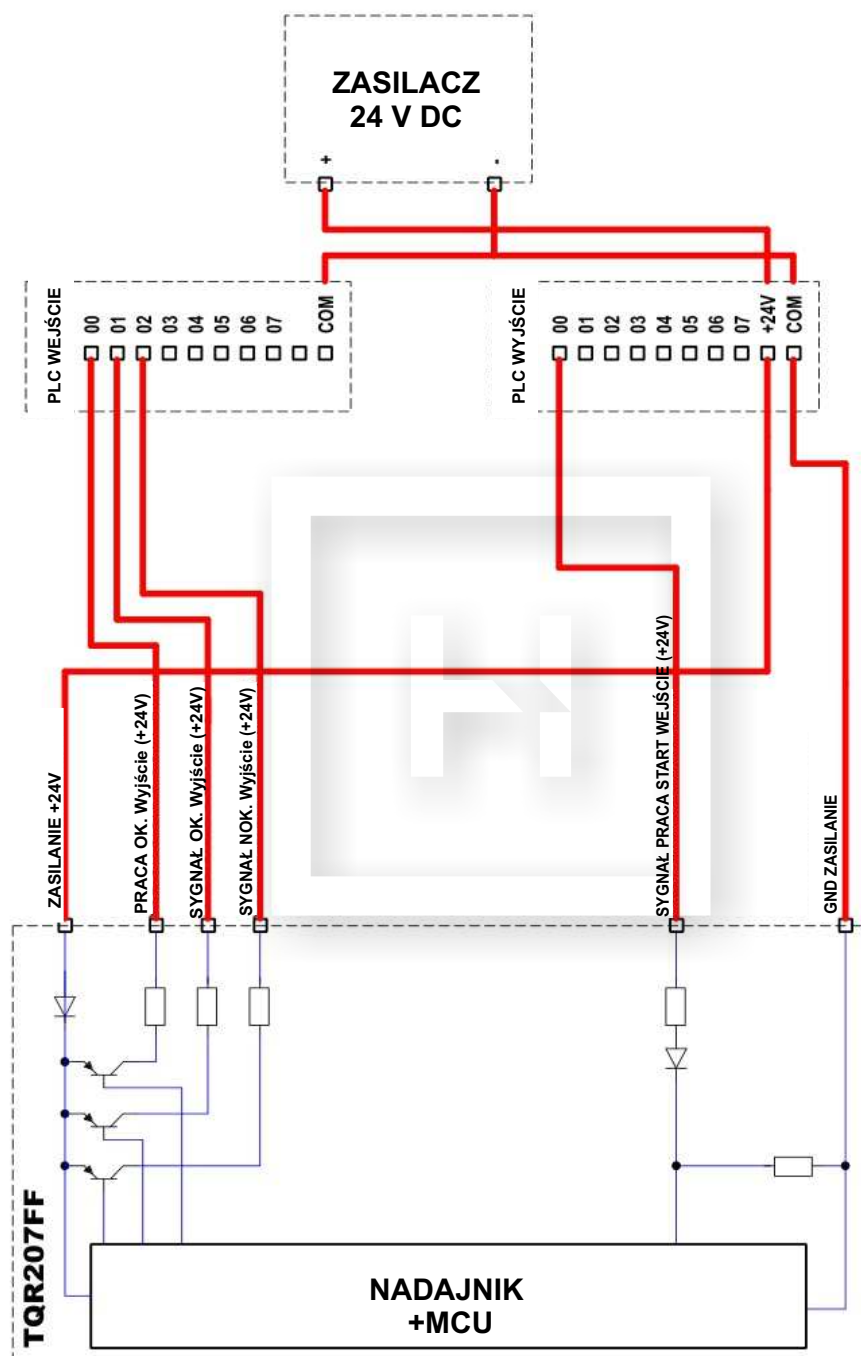 ZASILACZ
24 V DC
+
-
PLC WEJŚCIE
00
01
02
03
04
05
06
07
COM
PLC WYJŚCIE
00
01
02
03
04
05
06
07
+24V
COM
ZASILANIE +24V
PRACA OK. Wyjście (+24V)
SYGNAŁ OK. Wyjście (+24V)
SYGNAŁ NOK. Wyjście (+24V)
SYGNAŁ PRACA START WEJŚCIE (+24V)
GND ZASILANIE
TQR207FF
NADAJNIK
+MCU